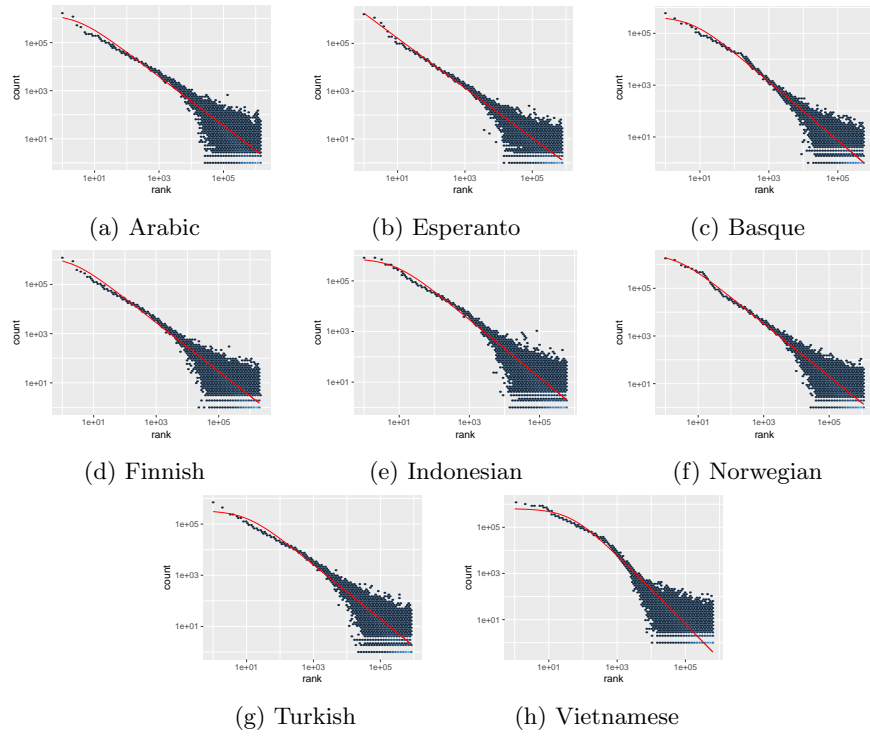 1e+05
1e+03
1e+01
count
1e+01
1e+03
1e+05
rank
(a) Arabic
1e+05
1e+03
1e+01
count
1e+01
1e+03
1e+05
rank
(b) Esperanto
1e+05
1e+03
1e+01
count
1e+01
1e+03
1e+05
rank
(c) Basque
1e+05
1e+03
1e+01
count
1e+01
1e+03
1e+05
rank
(d) Finnish
1e+05
1e+03
1e+01
count
1e+01
1e+03
1e+05
rank
(e) Indonesian
1e+05
1e+03
1e+01
count
1e+01
1e+03
1e+05
rank
(f) Norwegian
1e+05
1e+03
1e+01
count
1e+01
1e+03
1e+05
rank
(g) Turkish
1e+05
1e+03
1e+01
count
1e+01
1e+03
1e+05
rank
(h) Vietnamese